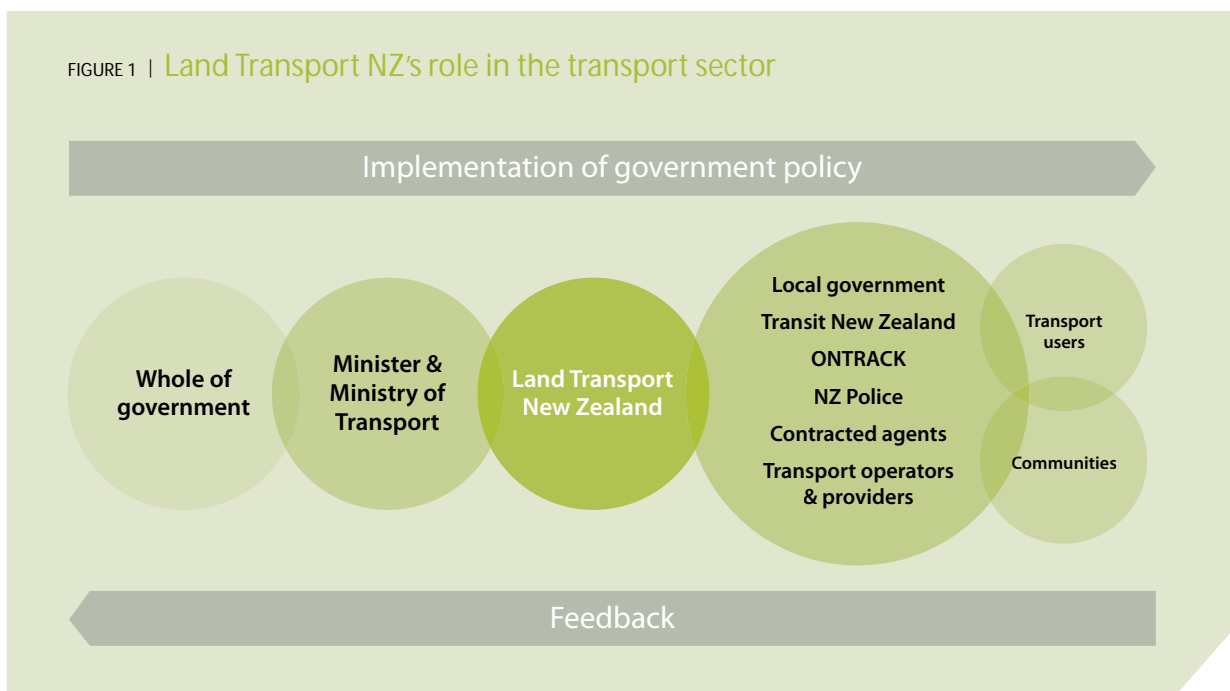 FIGURE 1 | Land Transport NZ's role in the transport sector
Implementation of government policy
Whole of
government
Minister &
Ministry of
Transport
Land Transport
New Zealand
Local government
Transit New Zealand
ONTRACK
NZ Police
Contracted agents
Transport operators
& providers
Transport
users
Communities
Feedback